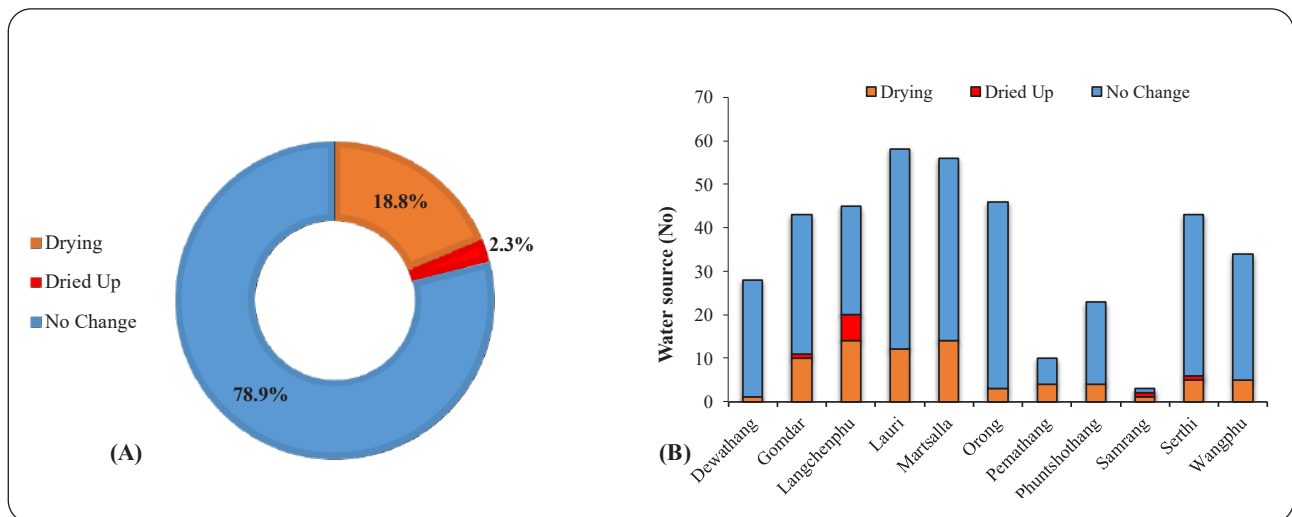 Drying
Dried Up
No Change
18.8%
2.3%
78.9%
(A)
Drying Dried Up No Change
Water source (No)
70
60
50
40
30
20
10
0
Dewathang
Gomdar
Langchenphu
Lauri
Martsalla
Orong
Pemathang
Phuntshothang
Samrang
Serthi
Wangphu
(B)